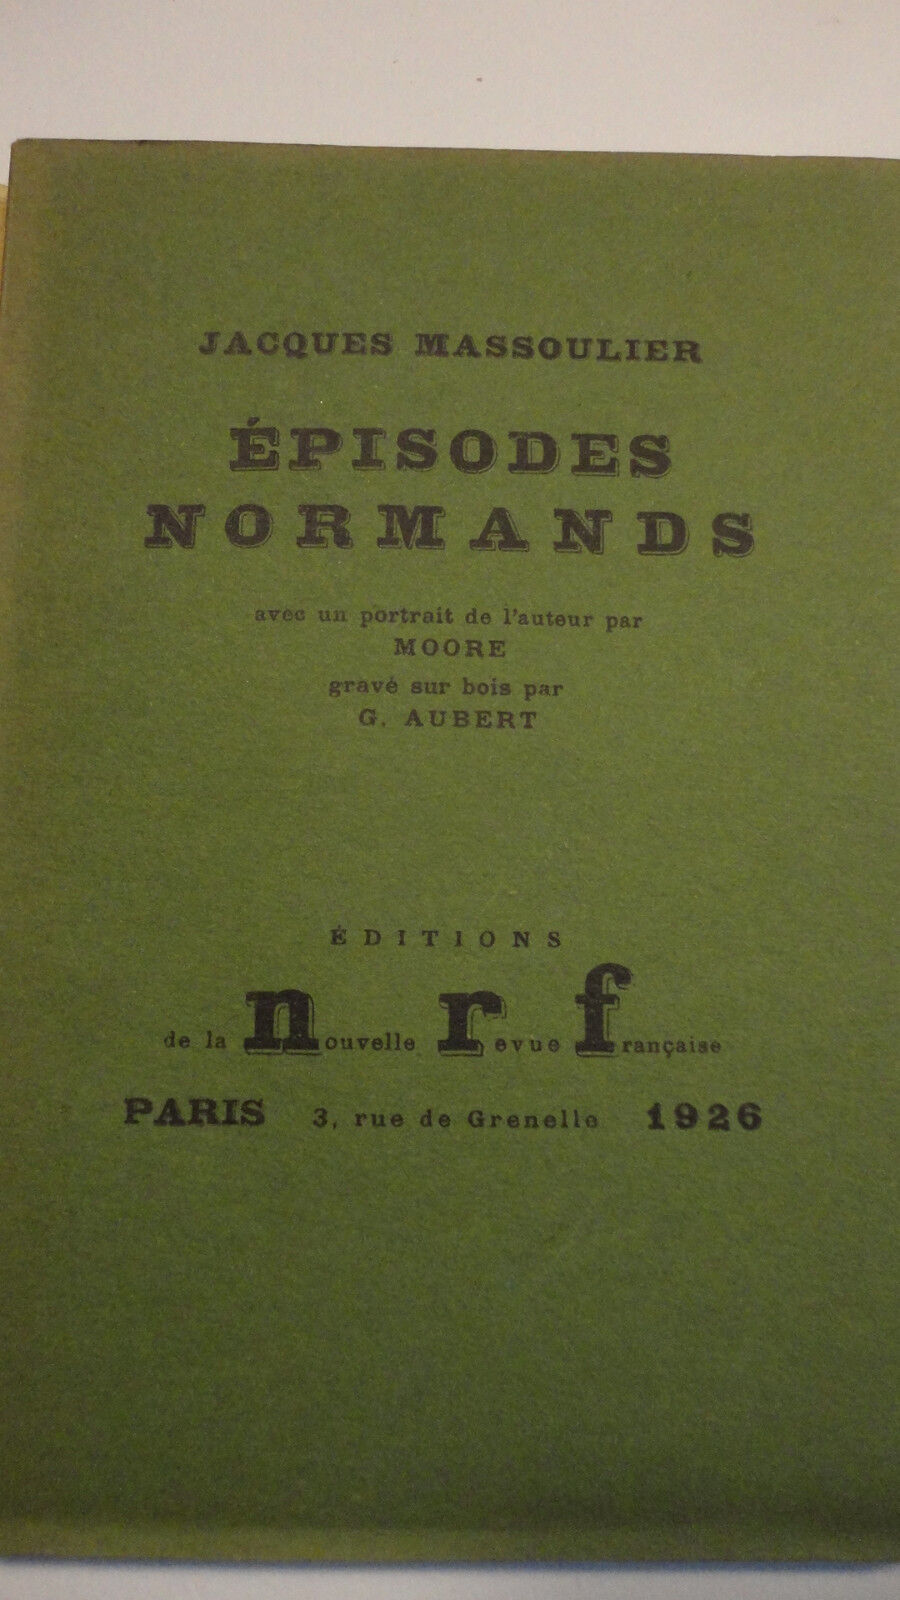 JACQUES MASSOULIER
ÉPISODES
NORMANDS
avec un portrait de l'auteur par
MOORE
gravé sur bois par
G. AUBERT
ÉDITIONS
de la nouvelle revue française
PARIS 3, rue de Grenelle 1926